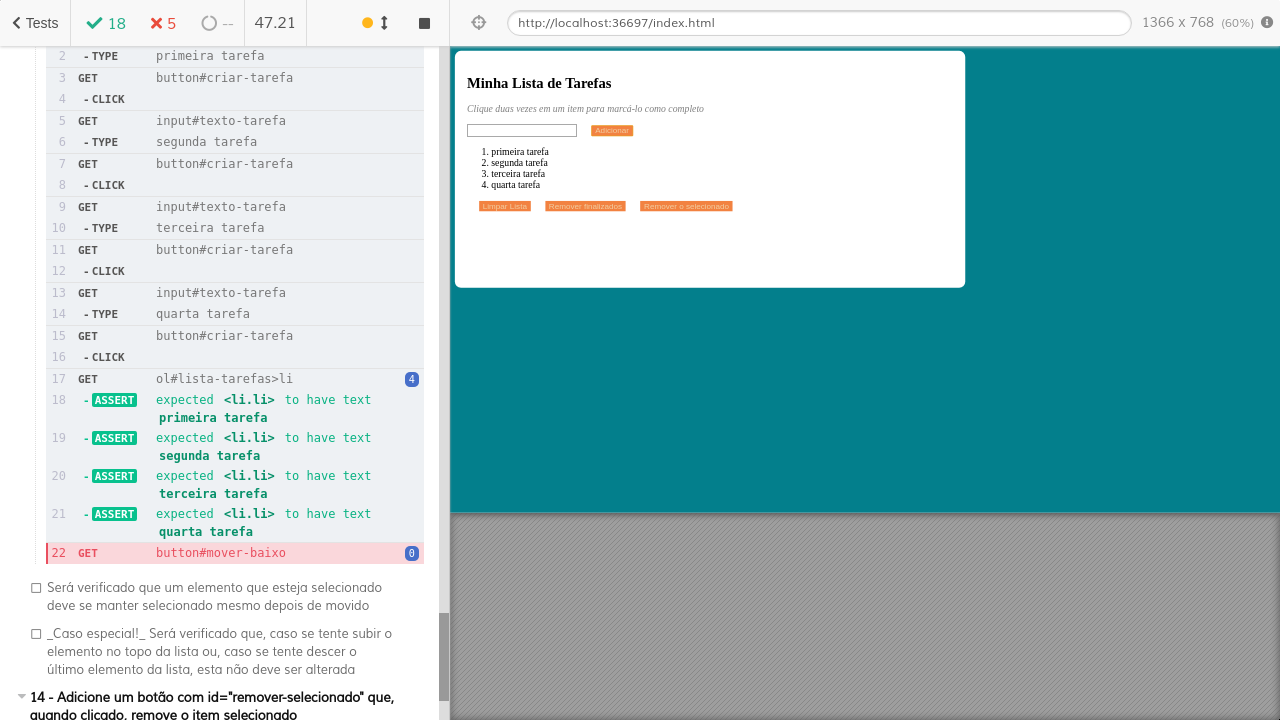 Tests 18 5 -- 47.21 http://localhost:36697/index.html 1366 x 768 (60%)
2 - TYPE primeira tarefa
3 GET button#criar-tarefa
4 - CLICK
5 GET input#texto-tarefa
6 - TYPE segunda tarefa
7 GET button#criar-tarefa
8 - CLICK
9 GET input#texto-tarefa
10 - TYPE terceira tarefa
11 GET button#criar-tarefa
12 - CLICK
13 GET input#texto-tarefa
14 - TYPE quarta tarefa
15 GET button#criar-tarefa
16 - CLICK
17 GET ol#lista-tarefas>li 4
18 - ASSERT expected <li.li> to have text
primeira tarefa
19 - ASSERT expected <li.li> to have text
segunda tarefa
20 - ASSERT expected <li.li> to have text
terceira tarefa
21 - ASSERT expected <li.li> to have text
quarta tarefa
22 GET button#mover-baixo 0
Será verificado que um elemento que esteja selecionado
deve se manter selecionado mesmo depois de movido
_Caso especial!_ Será verificado que, caso se tente subir o
elemento no topo da lista ou, caso se tente descer o
último elemento da lista, esta não deve ser alterada
14 - Adicione um botão com id="remover-selecionado" que,
quando clicado, remove o item selecionado
Minha Lista de Tarefas
Clique duas vezes em um item para marcá-lo como completo
Adicionar
1. primeira tarefa
2. segunda tarefa
3. terceira tarefa
4. quarta tarefa
Limpar Lista Remover finalizados Remover o selecionado